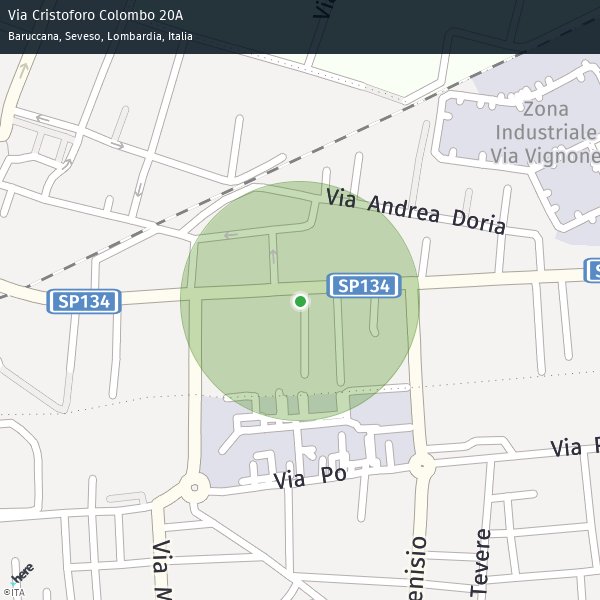 Via Cristoforo Colombo 20A
Baruccana, Seveso, Lombardia, Italia
Via
Zona
Industriale
Via Vignone
Via Andrea Doria
SP134
SP134
S
Via Po
Via P
Via M
enisio
Tevere
here
©ITA